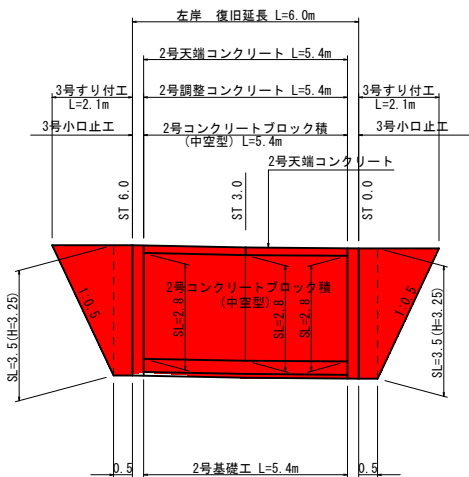 左岸 復旧延長 L=6.0m
2号天端コンクリート L=5.4m
3号すり付工
L=2.1m
2号調整コンクリート L=5.4m
3号すり付工
L=2.1m
3号小口止工
2号コンクリートブロック積
(中空型) L=5.4m
3号小口止工
2号天端コンクリート
ST 6.0
ST 3.0
ST 0.0
1:0.5
2号コンクリートブロック積
(中空型)
SL=2.8
SL=2.8
SL=2.8
1:0.5
SL=3.5(H=3.25)
SL=3.5(H=3.25)
0.5
2号基礎工 L=5.4m
0.5